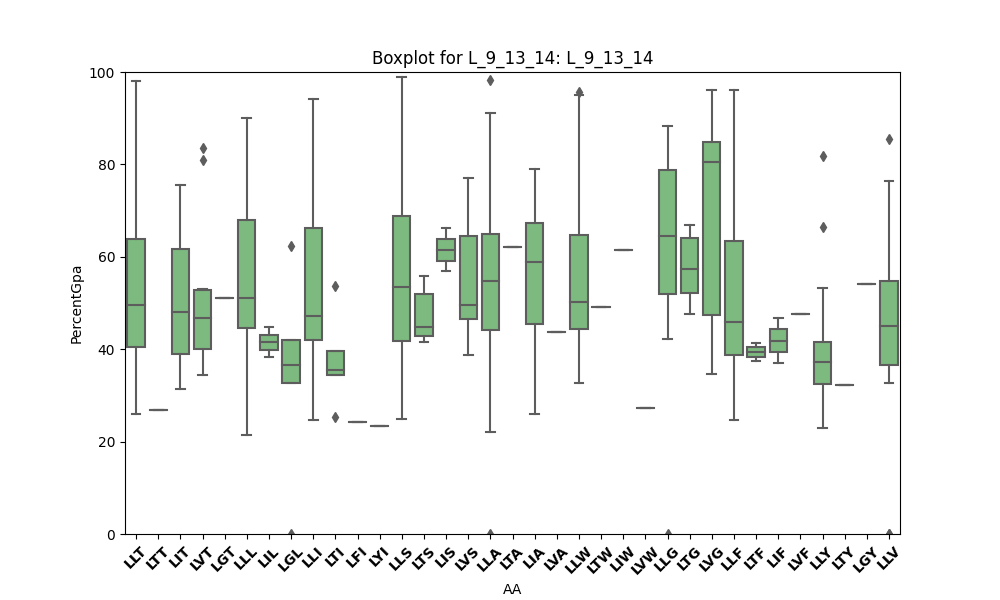 Boxplot for L_9_13_14: L_9_13_14
100
80
60
40
20
0
PercentGpa
LLT LTT LIT LVT LGT LLL LIL LGL LLI LTI LFI LYI LLS LTS LIS LVS LLA LTA LIA LVA LLW LTW LIW LVW LLG LTG LVG LLF LTF LIF LVF LLY LTY LGY LLV
AA